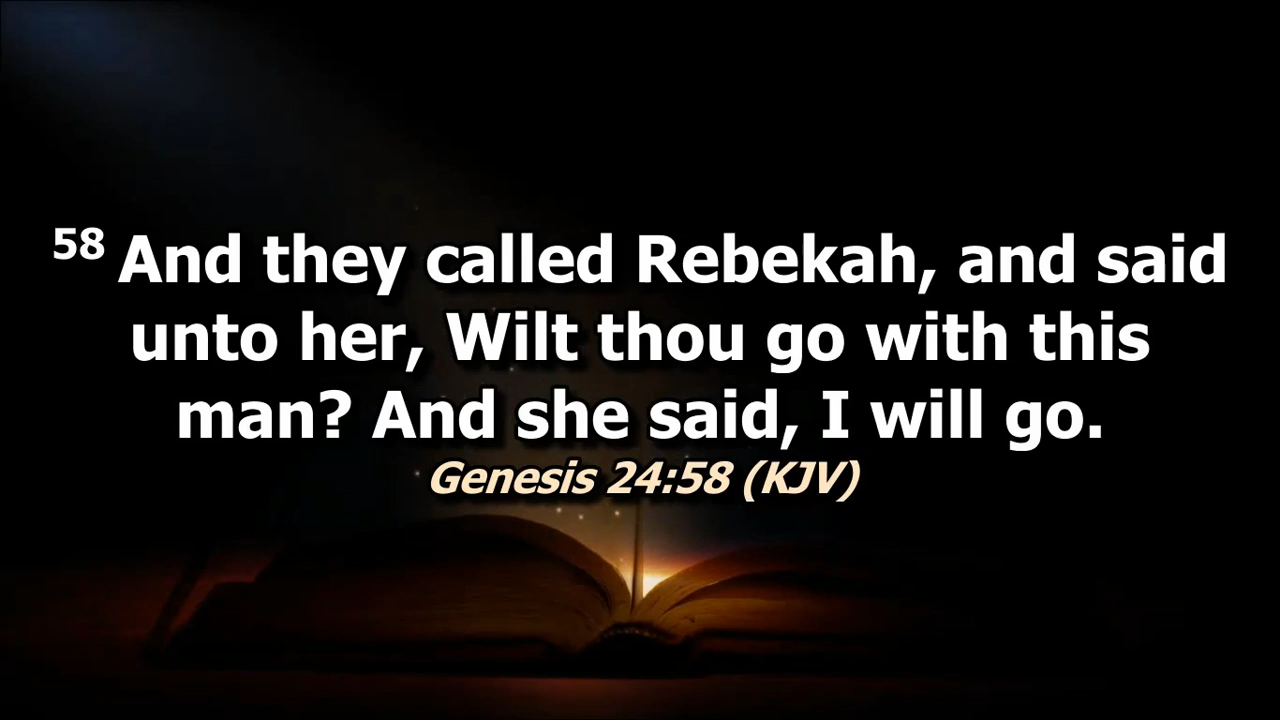 58 And they called Rebekah, and said
unto her, Wilt thou go with this
man? And she said, I will go.
Genesis 24:58 (KJV)